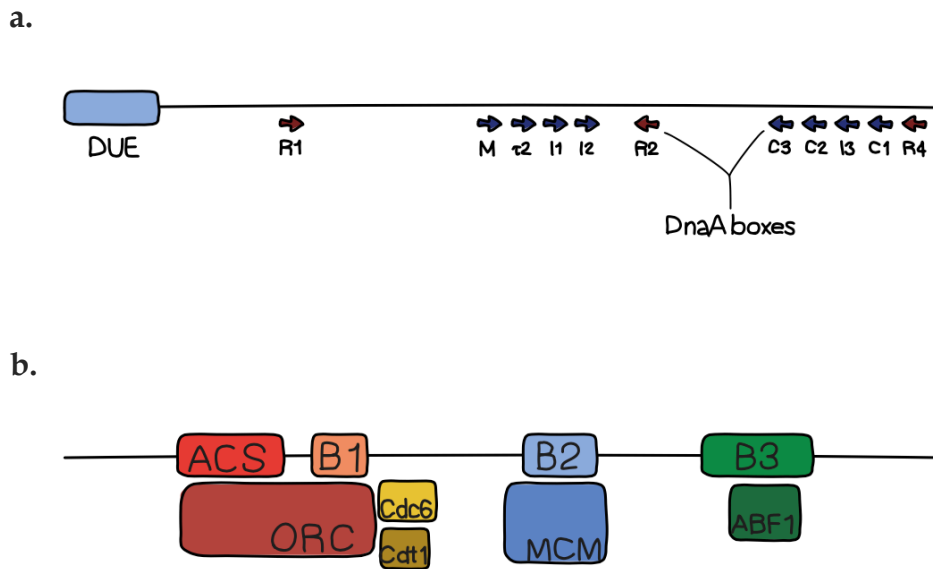 a.
DUE
R1 M τ2 I1 I2 R2 C3 C2 I3 C1 R4
DnaA boxes
b.
ACS B1 B2 B3
ORC Cdc6 Cdt1 MCM ABF1